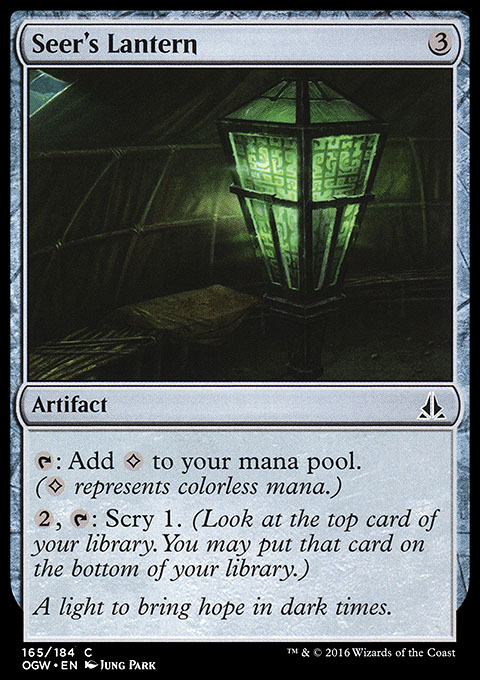 Seer's Lantern 3
Artifact
: Add to your mana pool.
( represents colorless mana.)
2, : Scry 1. (Look at the top card of
your library. You may put that card on
the bottom of your library.)
A light to bring hope in dark times.
165/184 C
OGW • EN Jung Park
™ & © 2016 Wizards of the Coast